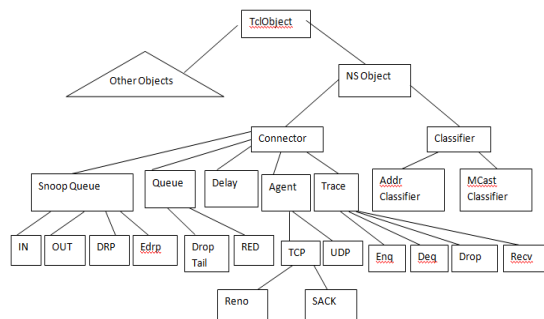 TclObject
Other Objects
NS Object
Connector
Classifier
Snoop Queue
Queue
Delay
Agent
Trace
Addr
Classifier
MCast
Classifier
IN
OUT
DRP
Edrp
Drop
Tail
RED
TCP
UDP
Enq
Deq
Drop
Recv
Reno
SACK